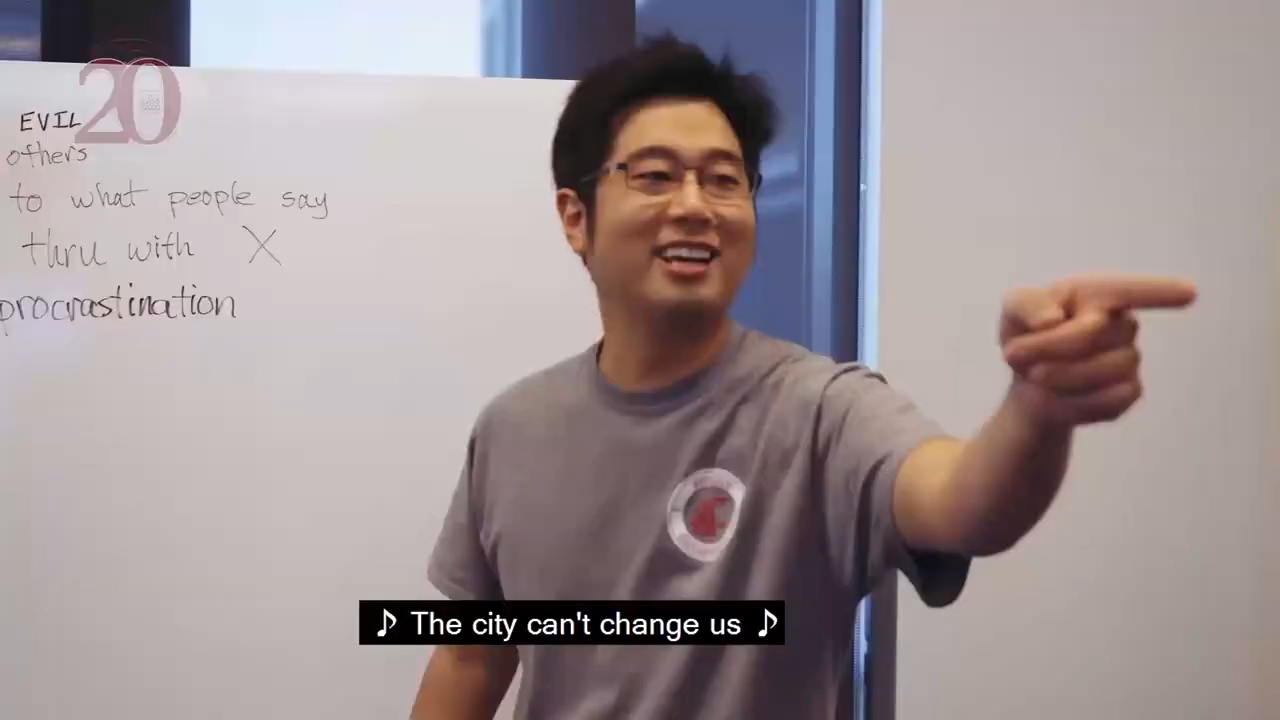 20
EVIL
others
to what people say
thru with X
procrastination
♪ The city can't change us ♪